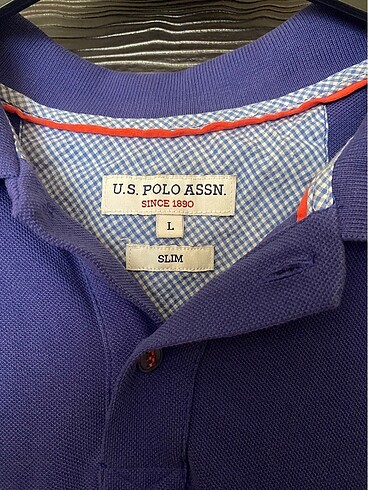 U.S. POLO ASSN.
SINCE 1890
L
SLIM